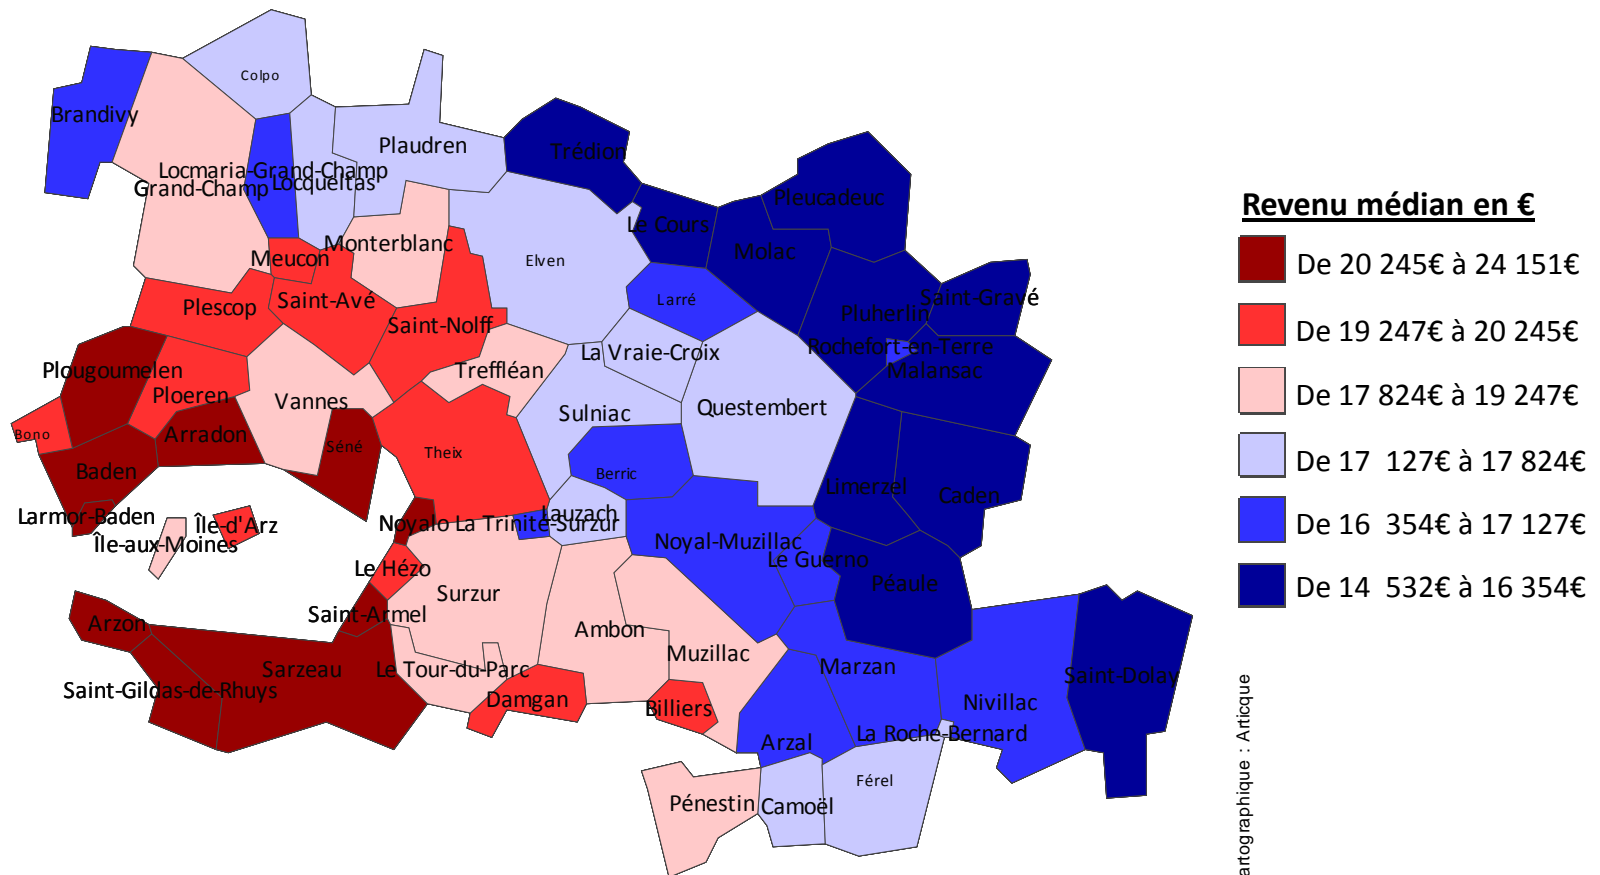 Colpo
Brandivy
Plaudren
Trédion
Locmaria-Grand-Champ
Grand-Champ
Locqueltas
Pleucadeuc
Le Cours
Monterblanc
Molac
Meucon
Elven
Saint-Avé
Larré
Saint-Gravé
Plescop
Pluherlin
Saint-Nolff
La Vraie-Croix
Rochefort-en-Terre
Plougoumelen
Treffléan
Malansac
Ploeren
Vannes
Sulniac
Questembert
Bono
Arradon
Séné
Theix
Baden
Berric
Limerzel
Caden
Larmor-Baden
Île-d'Arz
Noyalo
La Trinité-Surzur
Lauzach
Île-aux-Moines
Noyal-Muzillac
Le Guerno
Le Hézo
Péaule
Surzur
Saint-Armel
Arzon
Ambon
Muzillac
Sarzeau
Le Tour-du-Parc
Marzan
Saint-Dolay
Saint-Gildas-de-Rhuys
Damgan
Billiers
Nivillac
Arzal
La Roche-Bernard
Férel
Pénestin
Camoël
Revenu médian en €
De 20 245€ à 24 151€
De 19 247€ à 20 245€
De 17 824€ à 19 247€
De 17  127€ à 17 824€
De 16  354€ à 17 127€
De 14  532€ à 16 354€
artographique : Articque